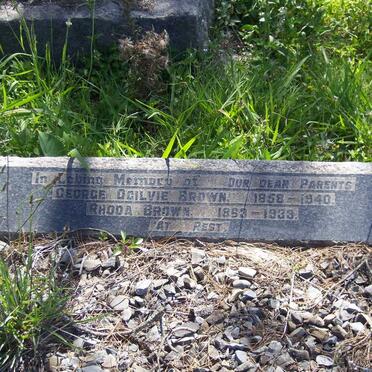 In Loving Memory of Our Dear Parents
George Ogilvie Brown. 1858 - 1940.
Rhoda Brown. 1863 - 1933.
At Rest.